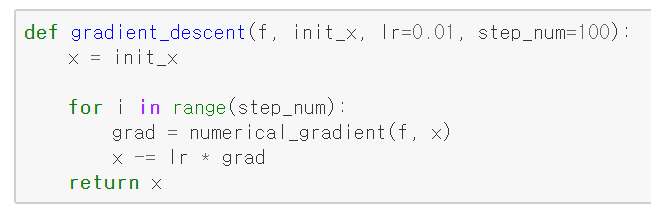 def gradient_descent(f, init_x, lr=0.01, step_num=100):
    x = init_x

    for i in range(step_num):
        grad = numerical_gradient(f, x)
        x -= lr * grad
    return x